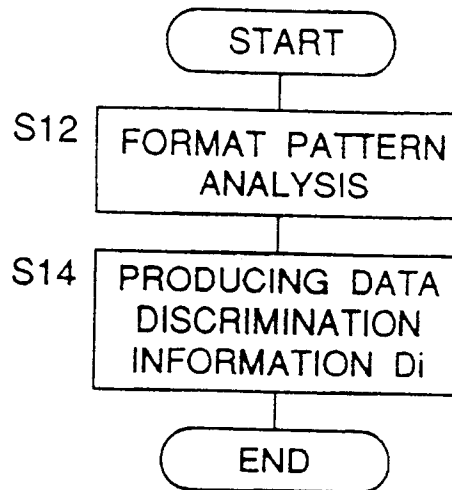 START
S12
FORMAT PATTERN
ANALYSIS
S14
PRODUCING DATA
DISCRIMINATION
INFORMATION Di
END